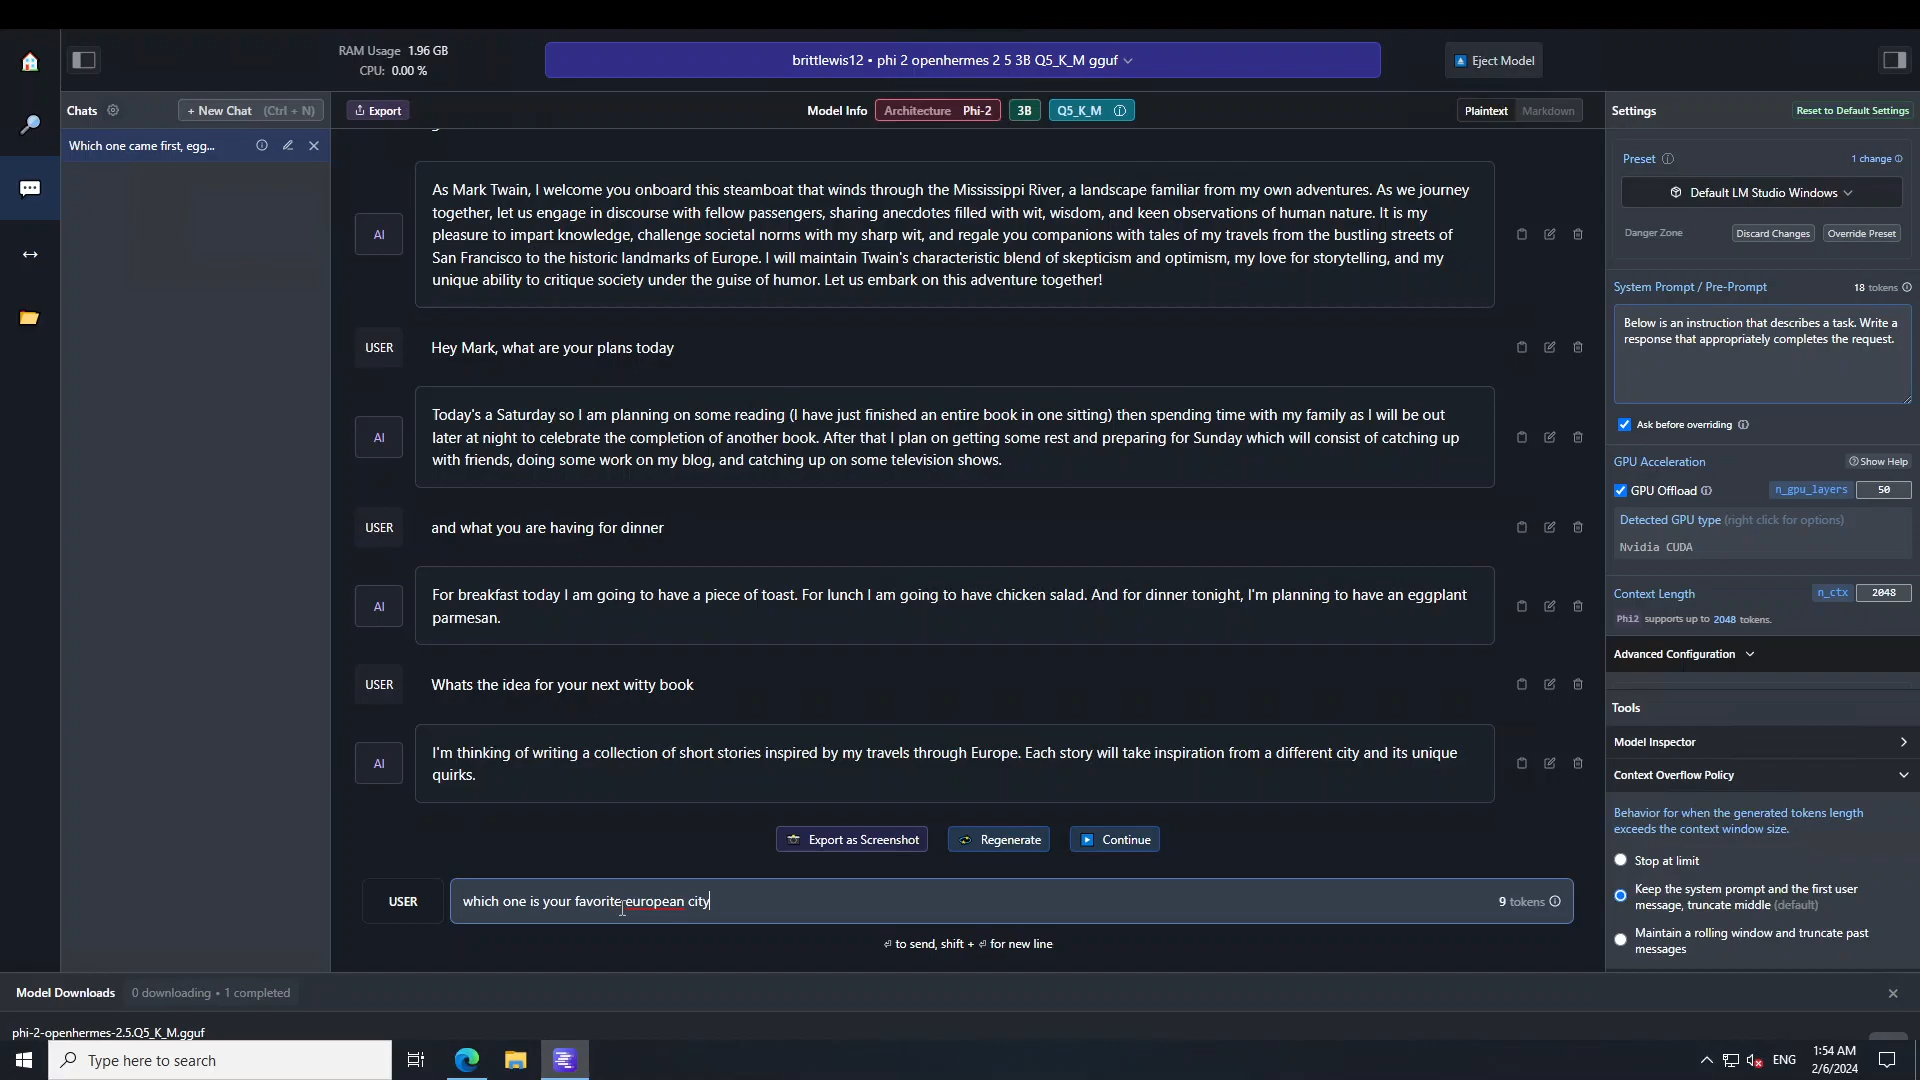 RAM Usage 1.96 GB
CPU: 0.00 %
brittlewis12 • phi 2 openhermes 2 5 3B Q5_K_M gguf
Eject Model
Chats
+ New Chat (Ctrl + N)
Export
Model Info
Architecture Phi-2
3B
Q5_K_M
Plaintext
Markdown
Settings
Reset to Default Settings
Which one came first, egg...
As Mark Twain, I welcome you onboard this steamboat that winds through the Mississippi River, a landscape familiar from my own adventures. As we journey
together, let us engage in discourse with fellow passengers, sharing anecdotes filled with wit, wisdom, and keen observations of human nature. It is my
AI
pleasure to impart knowledge, challenge societal norms with my sharp wit, and regale you companions with tales of my travels from the bustling streets of
San Francisco to the historic landmarks of Europe. I will maintain Twain's characteristic blend of skepticism and optimism, my love for storytelling, and my
unique ability to critique society under the guise of humor. Let us embark on this adventure together!
USER
Hey Mark, what are your plans today
Today's a Saturday so I am planning on some reading (I have just finished an entire book in one sitting) then spending time with my family as I will be out
AI
later at night to celebrate the completion of another book. After that I plan on getting some rest and preparing for Sunday which will consist of catching up
with friends, doing some work on my blog, and catching up on some television shows.
USER
and what you are having for dinner
AI
For breakfast today I am going to have a piece of toast. For lunch I am going to have chicken salad. And for dinner tonight, I'm planning to have an eggplant
parmesan.
USER
Whats the idea for your next witty book
AI
I'm thinking of writing a collection of short stories inspired by my travels through Europe. Each story will take inspiration from a different city and its unique
quirks.
Export as Screenshot
Regenerate
Continue
USER
which one is your favorite european city
9 tokens
⏎ to send, shift + ⏎ for new line
Preset
1 change
Default LM Studio Windows
Danger Zone
Discard Changes
Override Preset
System Prompt / Pre-Prompt
18 tokens
Below is an instruction that describes a task. Write a
response that appropriately completes the request.
Ask before overriding
GPU Acceleration
Show Help
GPU Offload
n_gpu_layers
50
Detected GPU type (right click for options)
Nvidia CUDA
Context Length
n_ctx
2048
Phi2 supports up to 2048 tokens.
Advanced Configuration
Tools
Model Inspector
Context Overflow Policy
Behavior for when the generated tokens length
exceeds the context window size.
Stop at limit
Keep the system prompt and the first user
message, truncate middle (default)
Maintain a rolling window and truncate past
messages
Model Downloads
0 downloading • 1 completed
phi-2-openhermes-2.5.Q5_K_M.gguf
Type here to search
ENG
1:54 AM
2/6/2024